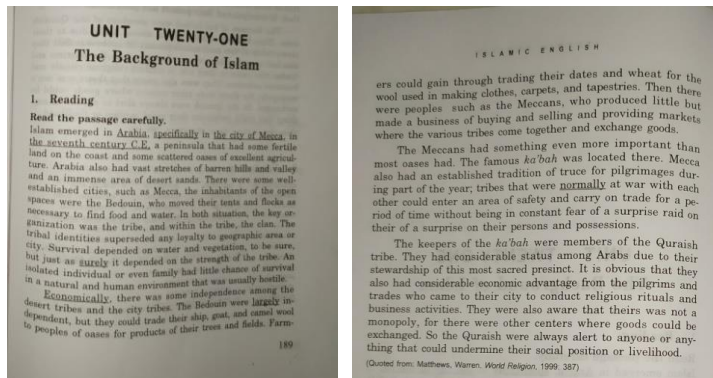 UNIT TWENTY-ONE
The Background of Islam
1. Reading
Read the passage carefully.
Islam emerged in Arabia, specifically in the city of Mecca, in
the seventh century C.E, a peninsula that had some fertile
land on the coast and some scattered oases of excellent agricul-
ture. Arabia also had vast stretches of barren hills and valley
and an immense area of desert sands. There were some well-
established cities, such as Mecca, the inhabitants of the open
spaces were the Bedouin, who moved their tents and flocks as
necessary to find food and water. In both situation, the key or-
ganization was the tribe, and within the tribe, the clan. The
tribal identities superseded any loyalty to geographic area or
city. Survival depended on water and vegetation, to be sure,
but just as surely it depended on the strength of the tribe. An
isolated individual or even family had little chance of survival
in a natural and human environment that was usually hostile.
Economically, there was some independence among the
desert tribes and the city tribes. The Bedouin were largely in-
dependent, but they could trade their ship, goat, and camel wool
to peoples of oases for products of their trees and fields. Farm-
189
ISLAMIC ENGLISH
ers could gain through trading their dates and wheat for the
wool used in making clothes, carpets, and tapestries. Then there
were peoples such as the Meccans, who produced little but
made a business of buying and selling and providing markets
where the various tribes come together and exchange goods.
The Meccans had something even more important than
most oases had. The famous ka'bah was located there. Mecca
also had an established tradition of truce for pilgrimages dur-
ing part of the year; tribes that were normally at war with each
other could enter an area of safety and carry on trade for a pe-
riod of time without being in constant fear of a surprise raid on
their of a surprise on their persons and possessions.
The keepers of the ka'bah were members of the Quraish
tribe. They had considerable status among Arabs due to their
stewardship of this most sacred presinct. It is obvious that they
also had considerable economic advantage from the pilgrims and
trades who came to their city to conduct religious rituals and
business activities. They were also aware that theirs was not a
monopoly, for there were other centers where goods could be
exchanged. So the Quraish were always alert to anyone or any-
thing that could undermine their social position or livelihood.
(Quoted from: Matthews, Warren. World Religion, 1999: 387)